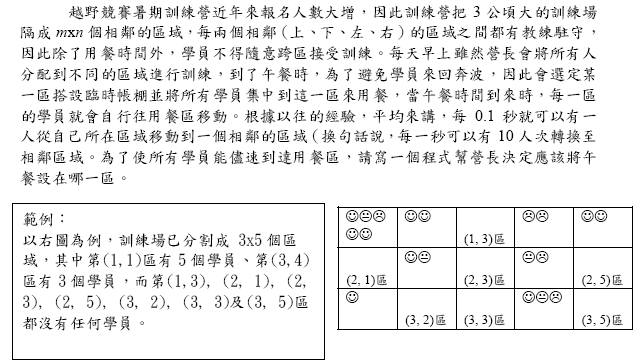 越野競賽暑期訓練營近年來報名人數大增，因此訓練營把 3 公頃大的訓練場
隔成 mxn 個相鄰的區域，每兩個相鄰（上、下、左、右）的區域之間都有教練駐守，
因此除了用餐時間外，學員不得隨意跨區接受訓練。每天早上雖然營長會將所有人
分配到不同的區域進行訓練，到了午餐時，為了避免學員來回奔波，因此會選定某
一區搭設臨時帳棚並將所有學員集中到這一區來用餐，當午餐時間到來時，每一區
的學員就會自行往用餐區移動。根據以往的經驗，平均來講，每 0.1 秒就可以有一
人從自己所在區域移動到一個相鄰的區域（換句話說，每一秒可以有 10 人次轉換至
相鄰區域。為了使所有學員能儘速到達用餐區，請寫一個程式幫營長決定應該將午
餐設在哪一區。
範例：
以右圖為例，訓練場已分割成 3x5 個區
域，其中第(1,1)區有 5 個學員、第(3,4)
區有 3 個學員，而第(1,3), (2, 1), (2,
3), (2, 5), (3, 2), (3, 3)及(3, 5)區
都沒有任何學員。
(1, 3)區
(2, 1)區 (2, 3)區 (2, 5)區
(3, 2)區 (3, 3)區 (3, 5)區